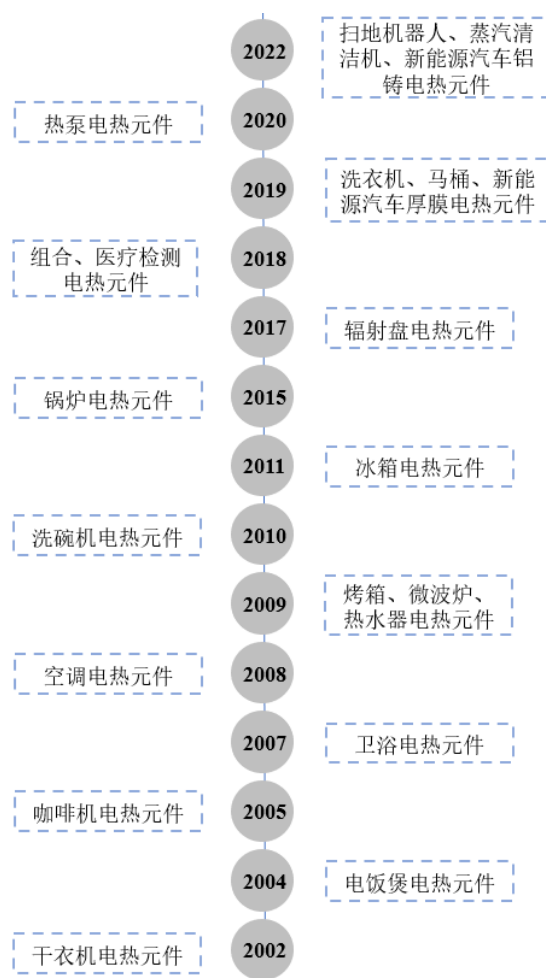 2022
扫地机器人、蒸汽清
洁机、新能源汽车铝
铸电热元件
热泵电热元件
2020
2019
洗衣机、马桶、新能
源汽车厚膜电热元件
组合、医疗检测
电热元件
2018
2017
辐射盘电热元件
锅炉电热元件
2015
2011
冰箱电热元件
洗碗机电热元件
2010
2009
烤箱、微波炉、
热水器电热元件
空调电热元件
2008
2007
卫浴电热元件
咖啡机电热元件
2005
2004
电饭煲电热元件
干衣机电热元件
2002